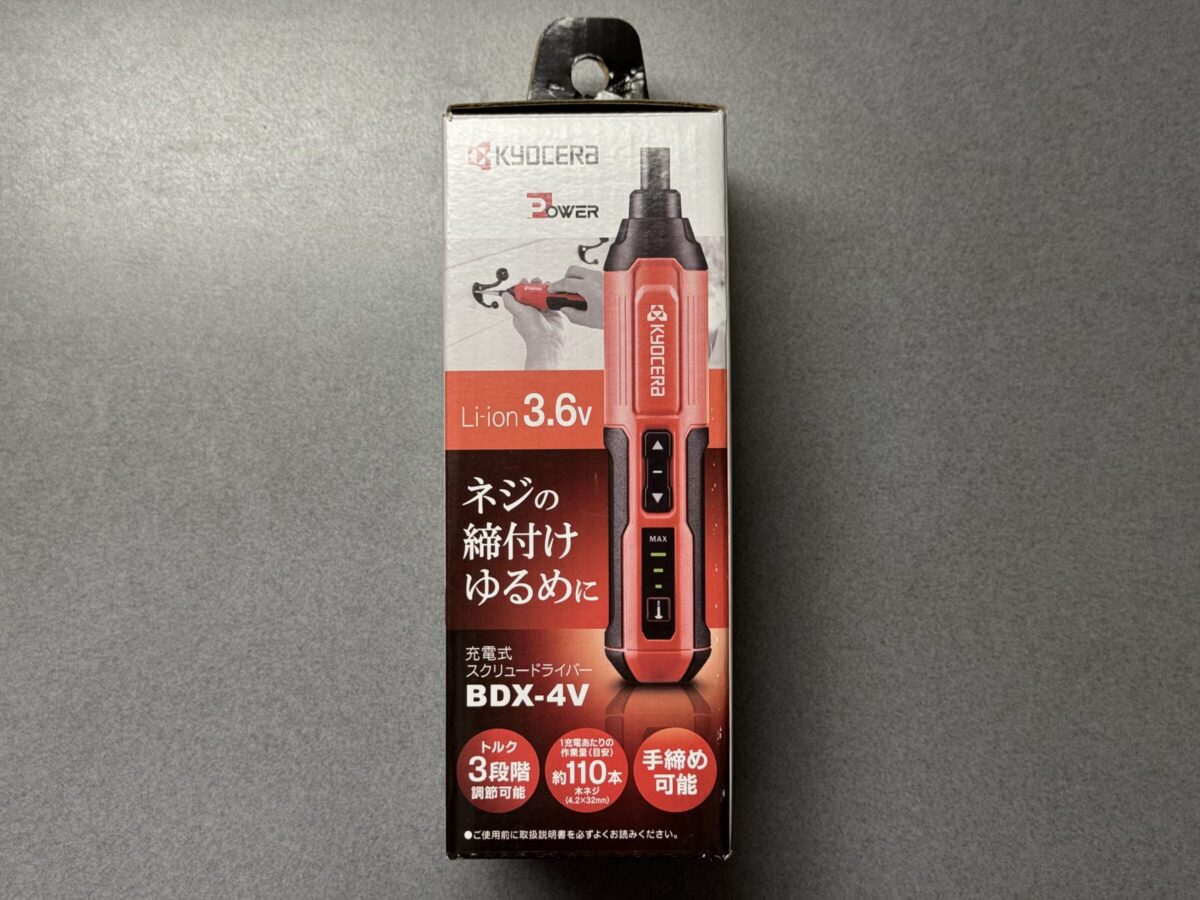 KYOCERA
POWER
KYOCERA
Li-ion 3.6V
MAX
ネジの
締付け
ゆるめに
充電式
スクリュードライバー
BDX-4V
トルク
3段階
調節可能
1充電あたりの
作業量(目安)
約110本
木ネジ
(4.2×32mm)
手締め
可能
●ご使用前に取扱説明書を必ずよくお読みください。